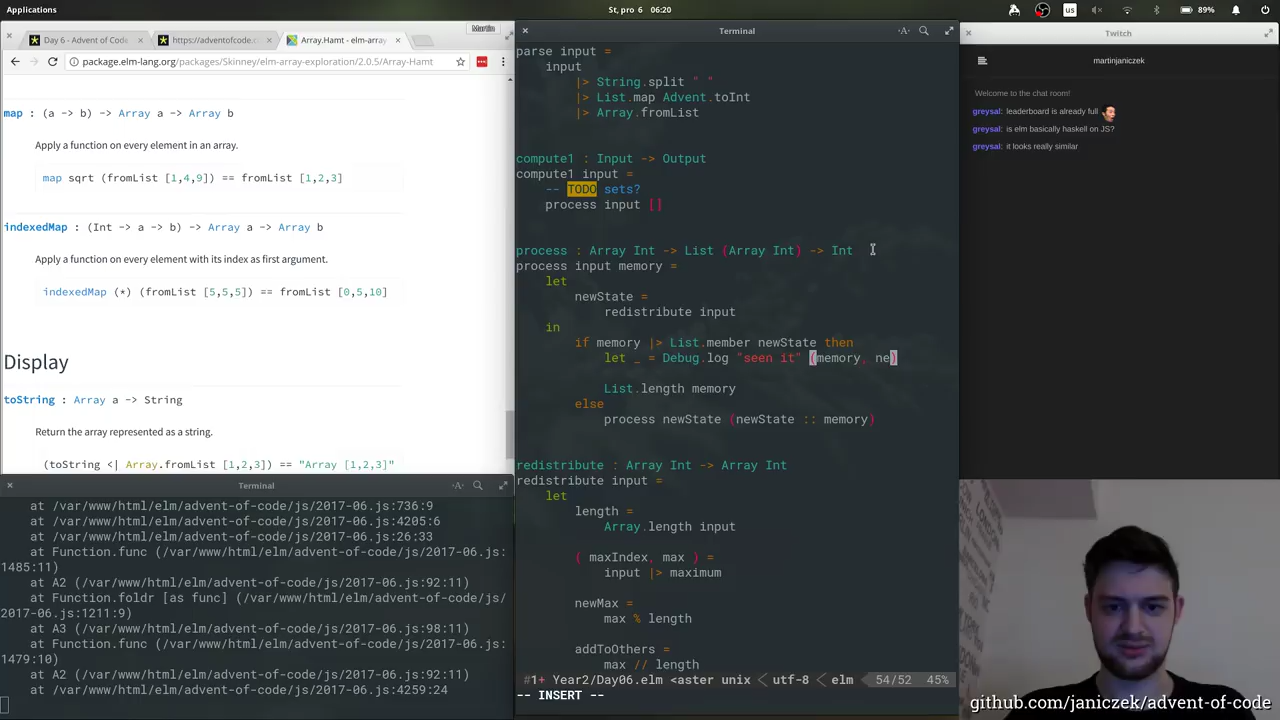 Applications
St, pro 6 06:20
us
89%
Martin
Day 6 - Advent of Code
https://adventofcode.c
Array.Hamt - elm-array
package.elm-lang.org/packages/Skinney/elm-array-exploration/2.0.5/Array-Hamt
map : (a -> b) -> Array a -> Array b
Apply a function on every element in an array.
map sqrt (fromList [1,4,9]) == fromList [1,2,3]
indexedMap : (Int -> a -> b) -> Array a -> Array b
Apply a function on every element with its index as first argument.
indexedMap (*) (fromList [5,5,5]) == fromList [0,5,10]
Display
toString : Array a -> String
Return the array represented as a string.
(toString <| Array.fromList [1,2,3]) == "Array [1,2,3]"
Terminal
at /var/www/html/elm/advent-of-code/js/2017-06.js:736:9
at /var/www/html/elm/advent-of-code/js/2017-06.js:4205:6
at /var/www/html/elm/advent-of-code/js/2017-06.js:26:33
at Function.func (/var/www/html/elm/advent-of-code/js/2017-06.js:
1485:11)
at A2 (/var/www/html/elm/advent-of-code/js/2017-06.js:92:11)
at Function.foldr [as func] (/var/www/html/elm/advent-of-code/js/
2017-06.js:1211:9)
at A3 (/var/www/html/elm/advent-of-code/js/2017-06.js:98:11)
at Function.func (/var/www/html/elm/advent-of-code/js/2017-06.js:
1479:10)
at A2 (/var/www/html/elm/advent-of-code/js/2017-06.js:92:11)
at /var/www/html/elm/advent-of-code/js/2017-06.js:4259:24
Terminal
-A-
parse input =
input
|> String.split " "
|> List.map Advent.toInt
|> Array.fromList
compute1 : Input -> Output
compute1 input =
-- TODO sets?
process input []
process : Array Int -> List (Array Int) -> Int
process input memory =
let
newState =
redistribute input
in
if memory |> List.member newState then
let _ = Debug.log "seen it" (memory, ne)
List.length memory
else
process newState (newState :: memory)
redistribute : Array Int -> Array Int
redistribute input =
let
length =
Array.length input
( maxIndex, max ) =
input |> maximum
newMax =
max % length
addToOthers =
max // length
#1+ Year2/Day06.elm <aster unix < utf-8 < elm 54/52 45%
-- INSERT --
Twitch
martinjaniczek
Welcome to the chat room!
greysal: leaderboard is already full
greysal: is elm basically haskell on JS?
greysal: it looks really similar
github.com/janiczek/advent-of-code